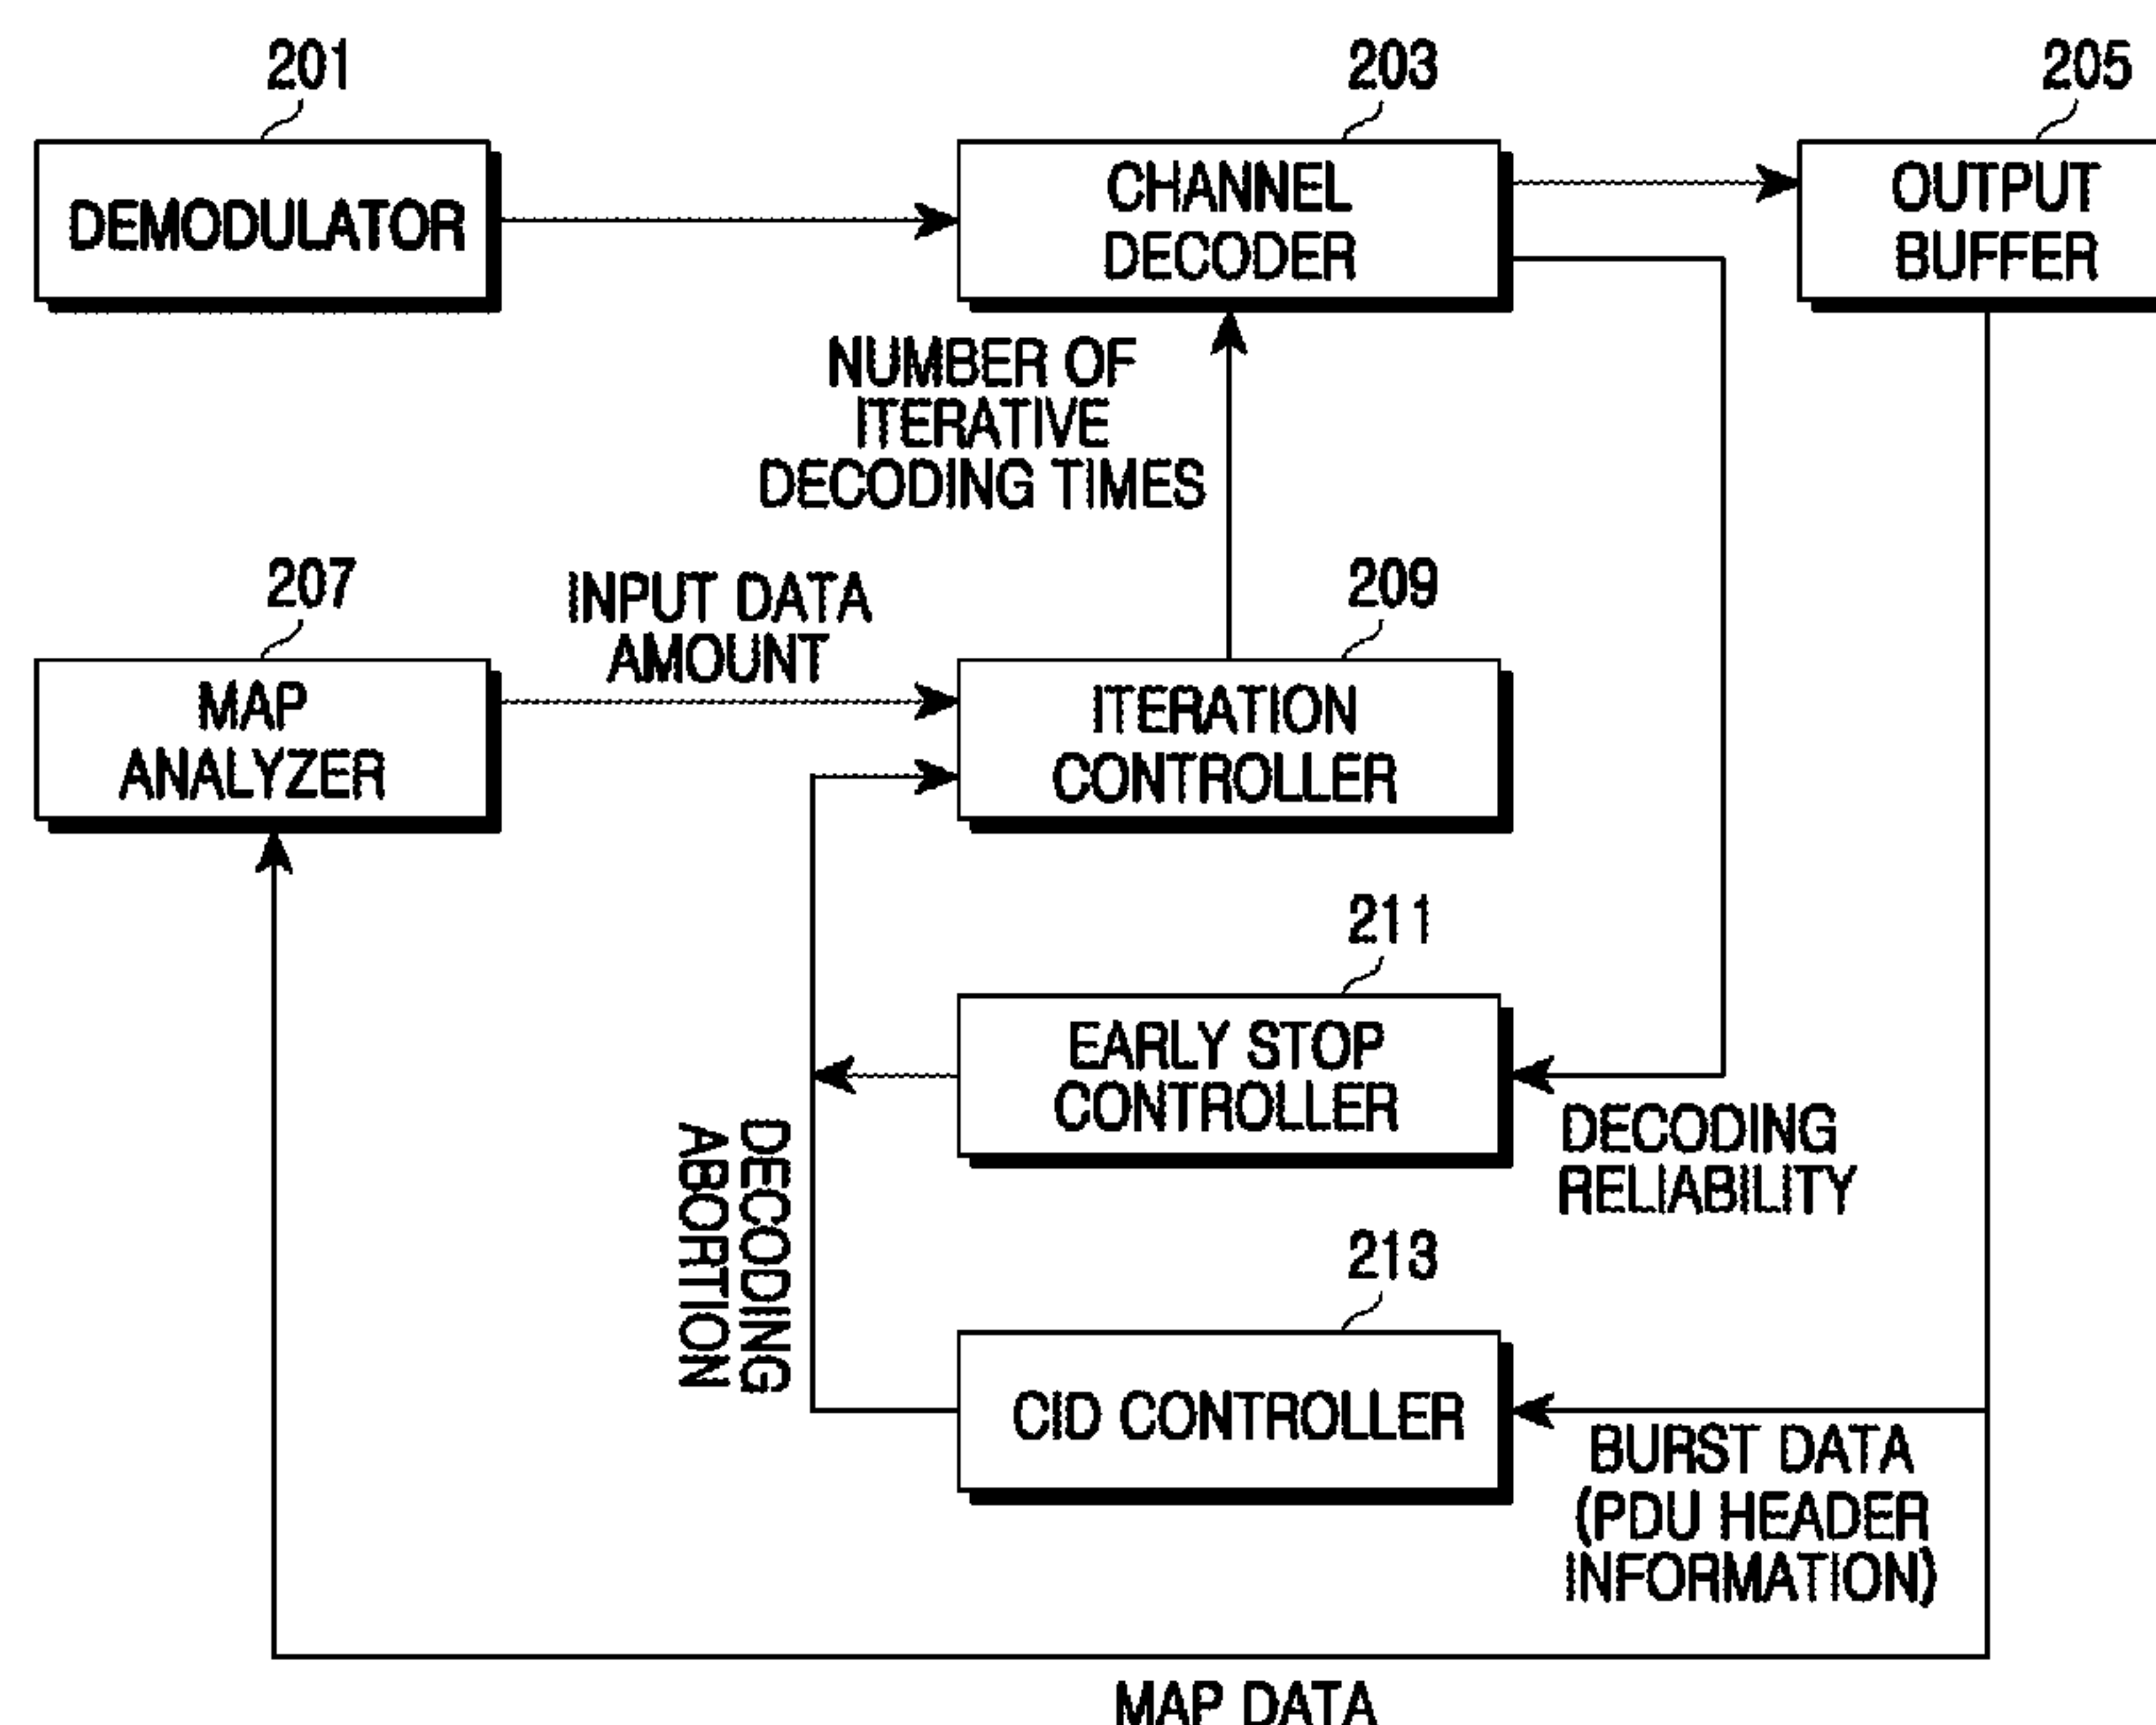 201
203
205
DEMODULATOR
CHANNEL
DECODER
OUTPUT
BUFFER
NUMBER OF
ITERATIVE
DECODING TIMES
207
INPUT DATA
AMOUNT
209
MAP
ANALYZER
ITERATION
CONTROLLER
211
EARLY STOP
CONTROLLER
DECODING
RELIABILITY
DECODING
ABORTION
213
CID CONTROLLER
BURST DATA
(PDU HEADER
INFORMATION)
MAP DATA